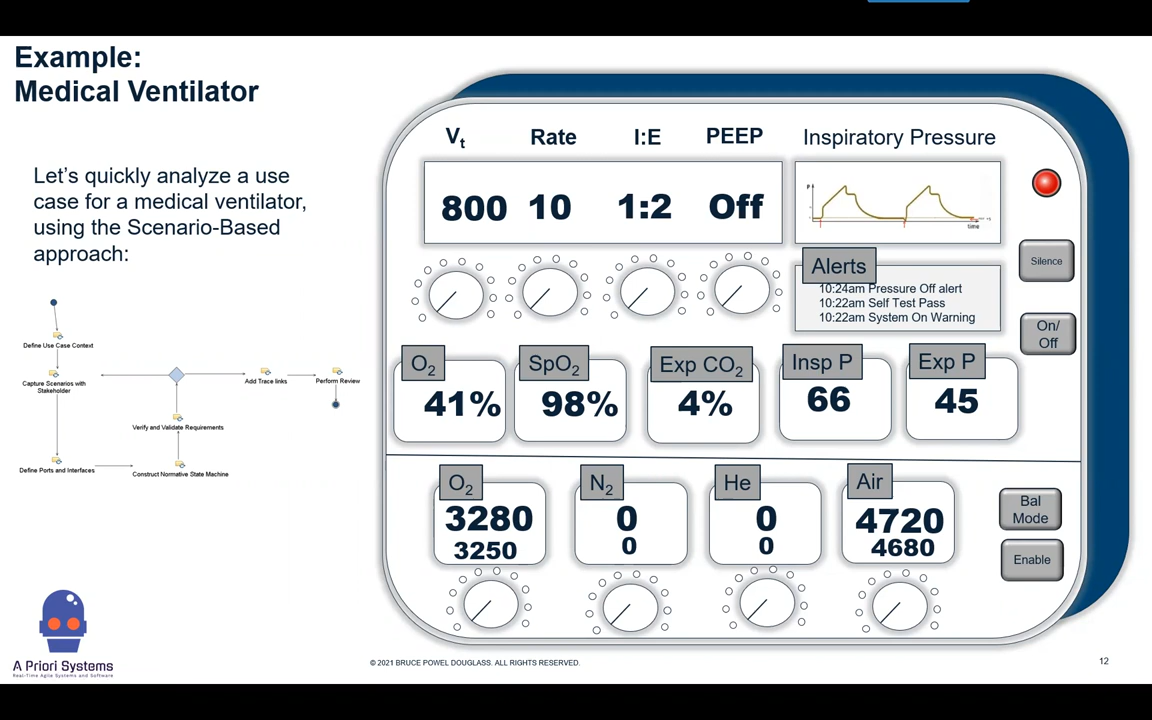 Example:
Medical Ventilator
Let's quickly analyze a use
case for a medical ventilator,
using the Scenario-Based
approach:
Define Use Case Context
Capture Scenarios with
Stakeholder
Add Trace links
Perform Review
Verify and Validate Requirements
Define Ports and Interfaces
Construct Normative State Machine
Vt Rate I:E PEEP Inspiratory Pressure
800 10 1:2 Off
P
time
Silence
Alerts
10:24am Pressure Off alert
10:22am Self Test Pass
10:22am System On Warning
On/
Off
O2 SpO2 Exp CO2 Insp P Exp P
41% 98% 4% 66 45
O2 N2 He Air
3280 0 0 4720
3250 0 0 4680
Bal
Mode
Enable
A Priori Systems
Real-Time Agile Systems and Software
© 2021 BRUCE POWEL DOUGLASS. ALL RIGHTS RESERVED.
12